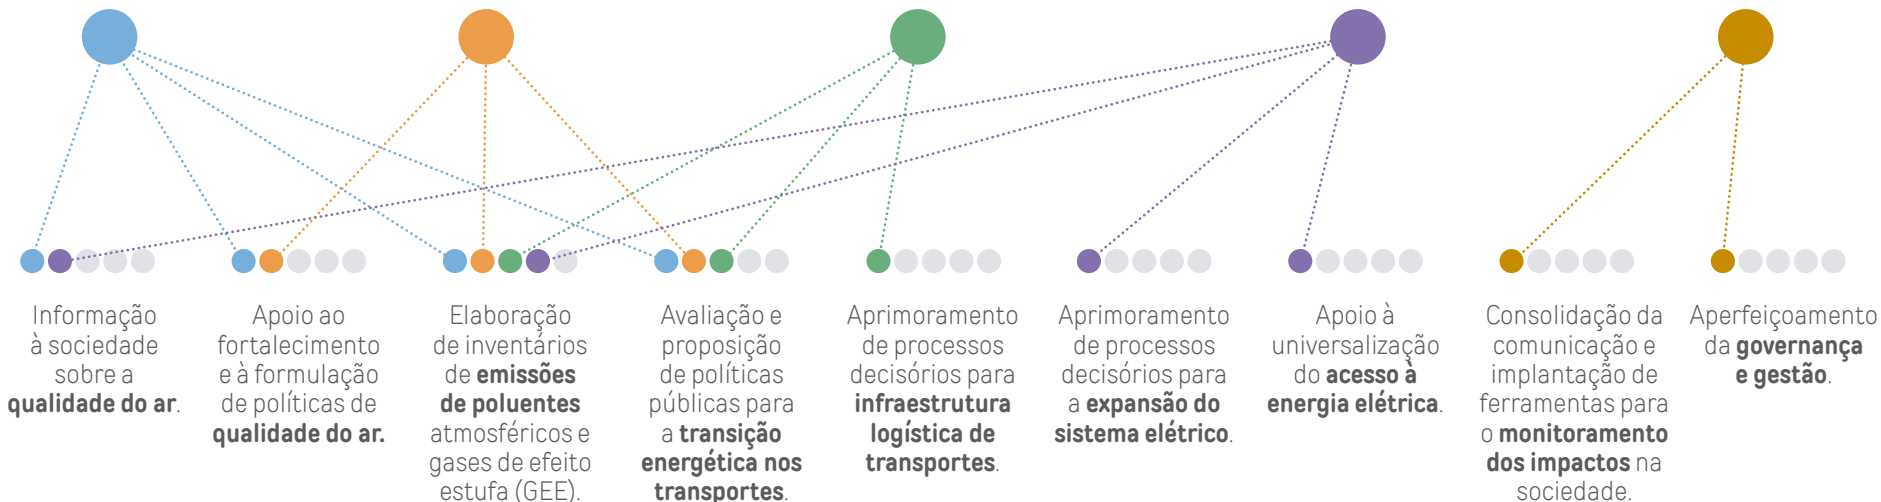 Informação
à sociedade
sobre a
qualidade do ar.
Apoio ao
fortalecimento
e à formulação
de políticas de
qualidade do ar.
Elaboração
de inventários
de emissões
de poluentes
atmosféricos e
gases de efeito
estufa (GEE).
Avaliação e
proposição
de políticas
públicas para
a transição
energética nos
transportes.
Aprimoramento
de processos
decisórios para
infraestrutura
logística de
transportes.
Aprimoramento
de processos
decisórios para
a expansão do
sistema elétrico.
Apoio à
universalização
do acesso à
energia elétrica.
Consolidação da
comunicação e
implantação de
ferramentas para
o monitoramento
dos impactos na
sociedade.
Aperfeiçoamento
da governança
e gestão.